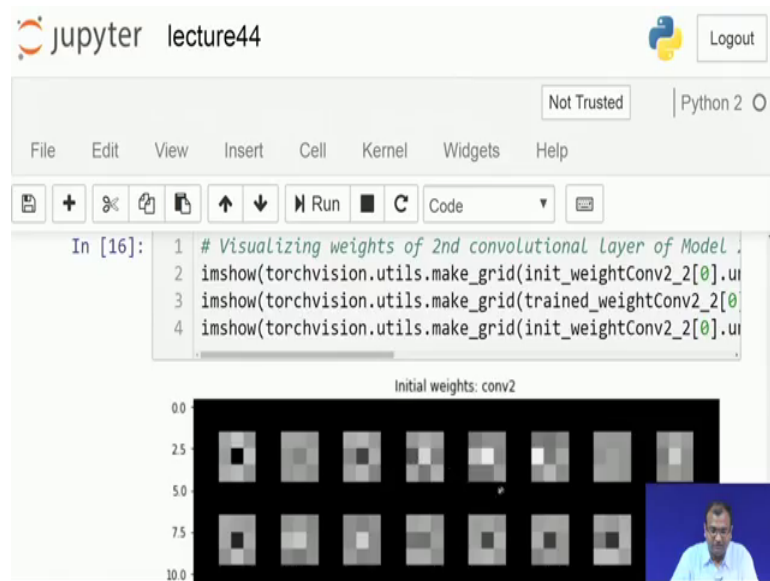 jupyter lecture44
Logout
Not Trusted | Python 2
File Edit View Insert Cell Kernel Widgets Help
Run Code
In [16]:
1 # Visualizing weights of 2nd convolutional layer of Model
2 imshow(torchvision.utils.make_grid(init_weightConv2_2[0].un
3 imshow(torchvision.utils.make_grid(trained_weightConv2_2[0]
4 imshow(torchvision.utils.make_grid(init_weightConv2_2[0].un
Initial weights: conv2
0.0
2.5
5.0
7.5
10.0